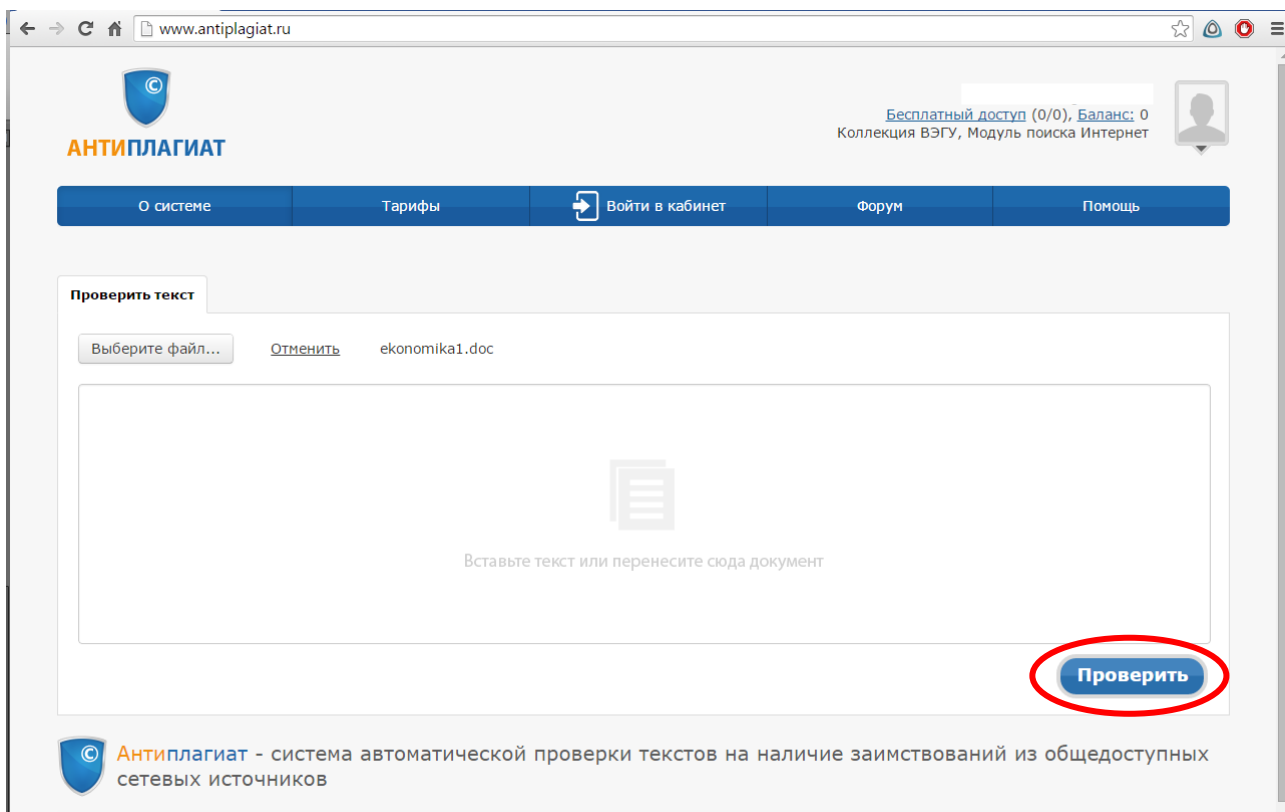 www.antiplagiat.ru
©
АНТИПЛАГИАТ
Бесплатный доступ (0/0), Баланс: 0
Коллекция ВЭГУ, Модуль поиска Интернет
О системе Тарифы Войти в кабинет Форум Помощь
Проверить текст
Выберите файл... Отменить ekonomika1.doc
Вставьте текст или перенесите сюда документ
Проверить
© Антиплагиат - система автоматической проверки текстов на наличие заимствований из общедоступных
сетевых источников